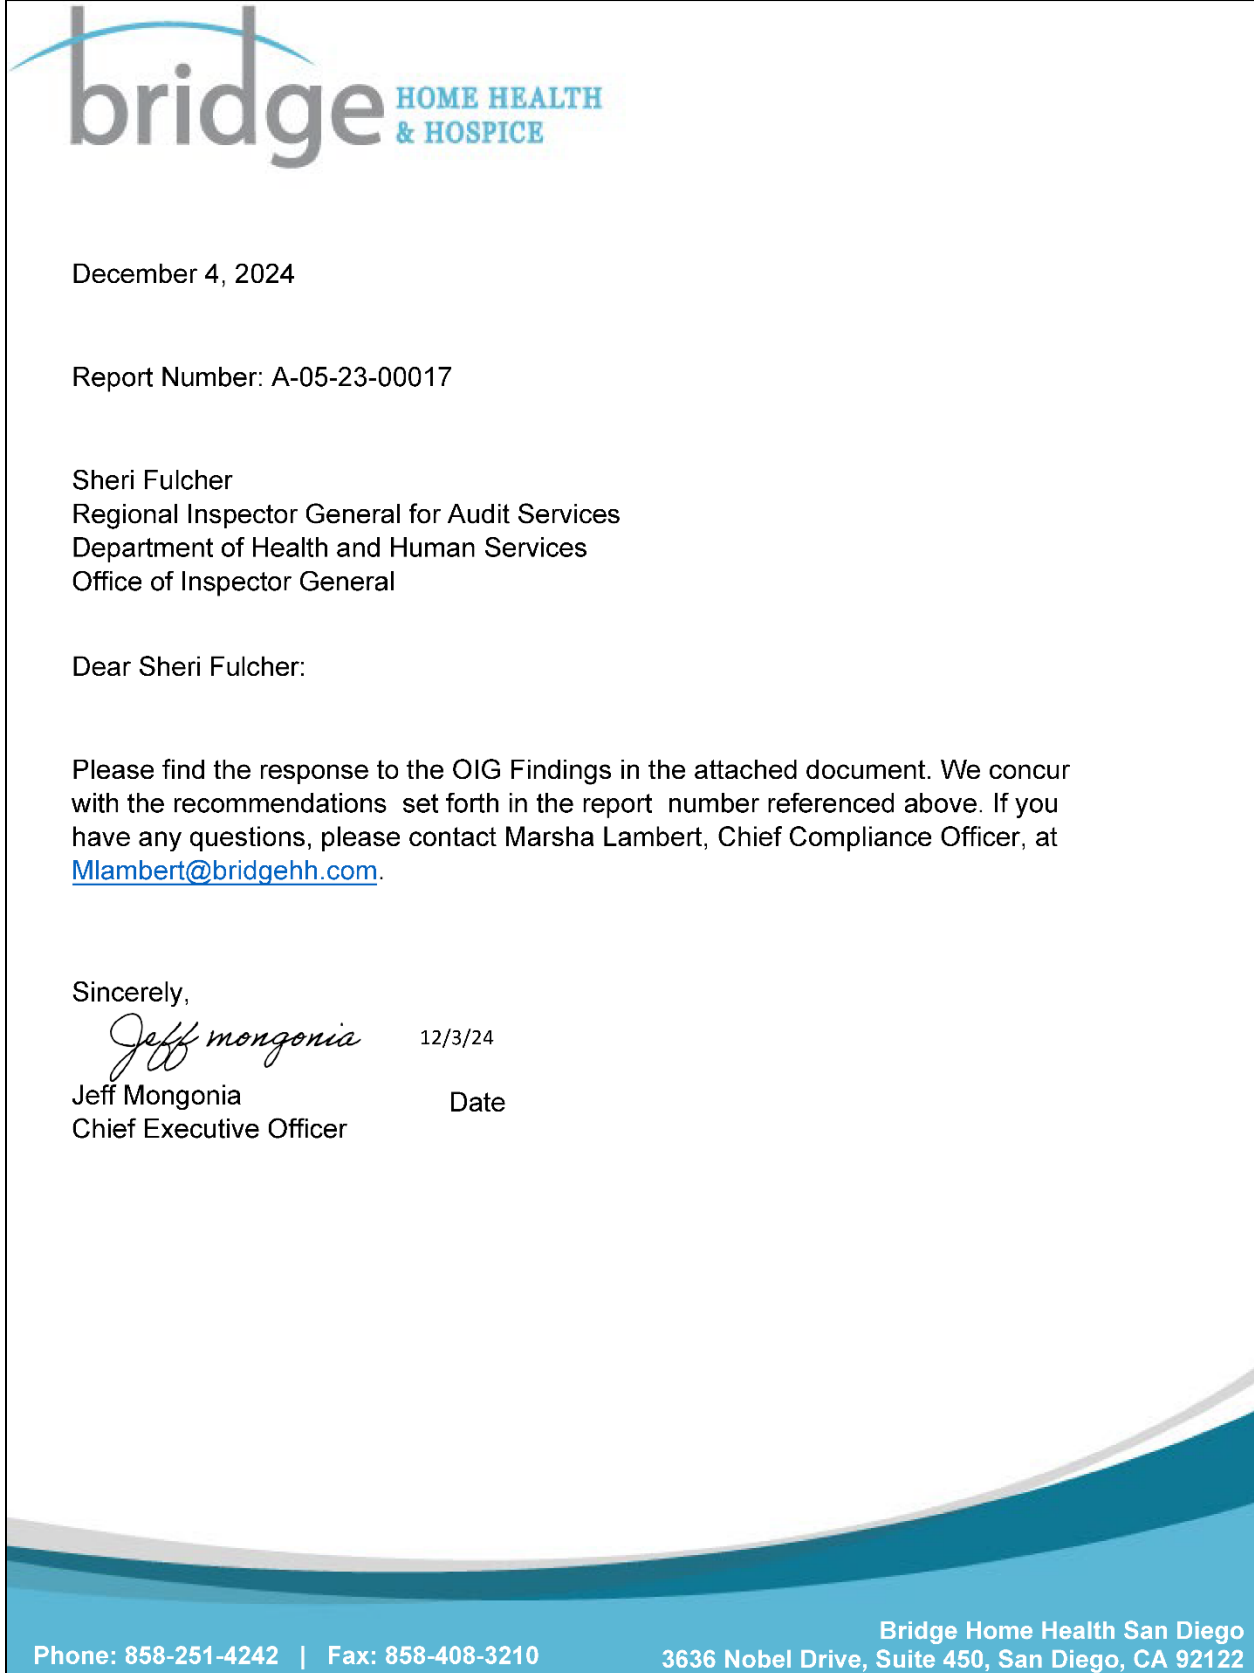 bridge HOME HEALTH
& HOSPICE
December 4, 2024
Report Number: A-05-23-00017
Sheri Fulcher
Regional Inspector General for Audit Services
Department of Health and Human Services
Office of Inspector General
Dear Sheri Fulcher:
Please find the response to the OIG Findings in the attached document. We concur
with the recommendations  set forth in the report  number referenced above. If you
have any questions, please contact Marsha Lambert, Chief Compliance Officer, at
Mlambert@bridgehh.com.
Sincerely,
Jeff mongonia 12/3/24
Jeff Mongonia Date
Chief Executive Officer
Bridge Home Health San Diego
Phone: 858-251-4242 | Fax: 858-408-3210 3636 Nobel Drive, Suite 450, San Diego, CA 92122